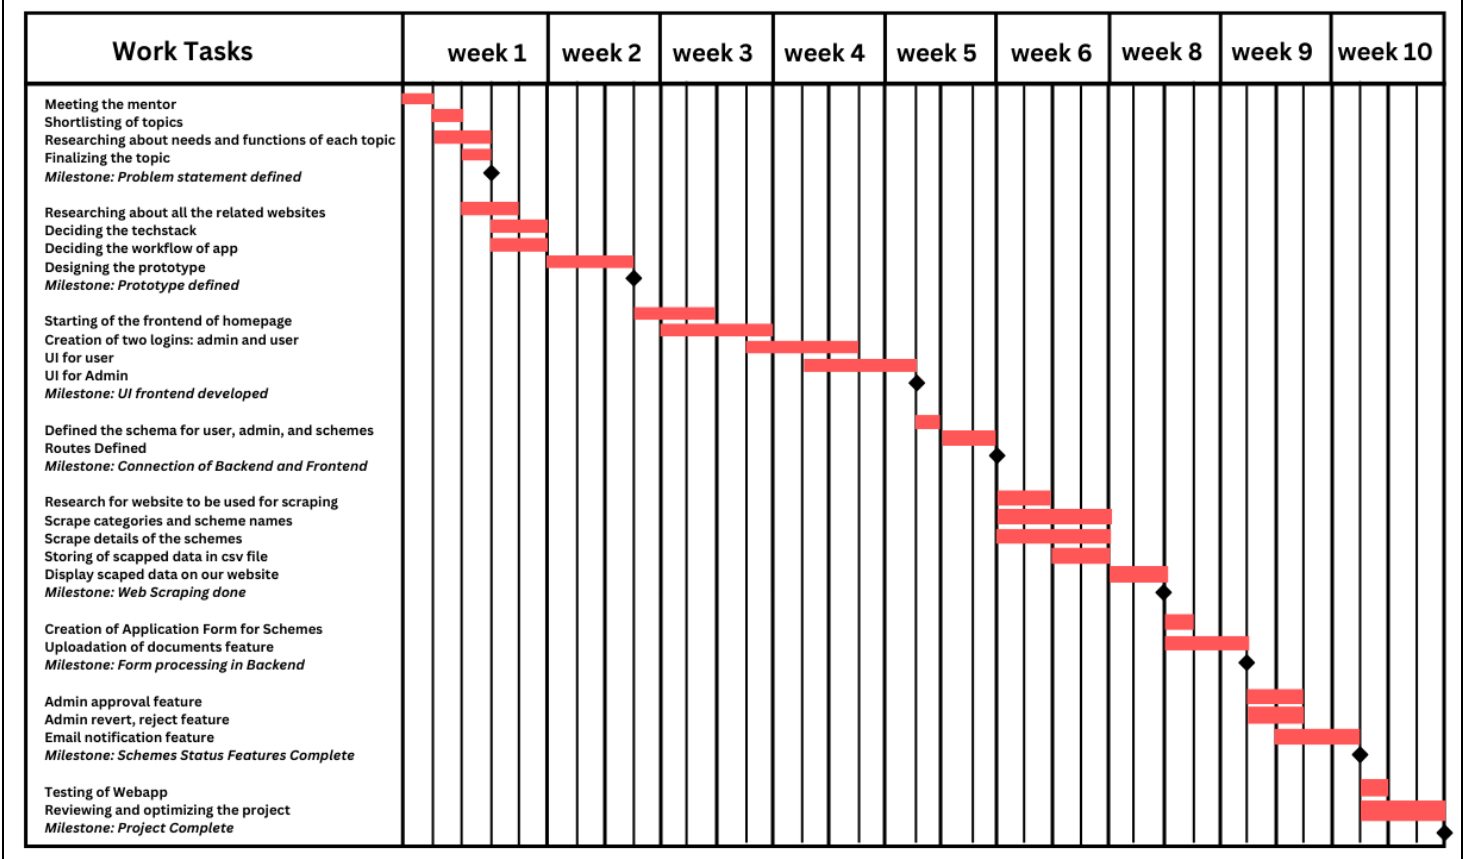 Work Tasks week 1 week 2 week 3 week 4 week 5 week 6 week 8 week 9 week 10
Meeting the mentor
Shortlisting of topics
Researching about needs and functions of each topic
Finalizing the topic
Milestone: Problem statement defined
Researching about all the related websites
Deciding the techstack
Deciding the workflow of app
Designing the prototype
Milestone: Prototype defined
Starting of the frontend of homepage
Creation of two logins: admin and user
UI for user
UI for Admin
Milestone: UI frontend developed
Defined the schema for user, admin, and schemes
Routes Defined
Milestone: Connection of Backend and Frontend
Research for website to be used for scraping
Scrape categories and scheme names
Scrape details of the schemes
Storing of scapped data in csv file
Display scaped data on our website
Milestone: Web Scraping done
Creation of Application Form for Schemes
Uploadation of documents feature
Milestone: Form processing in Backend
Admin approval feature
Admin revert, reject feature
Email notification feature
Milestone: Schemes Status Features Complete
Testing of Webapp
Reviewing and optimizing the project
Milestone: Project Complete